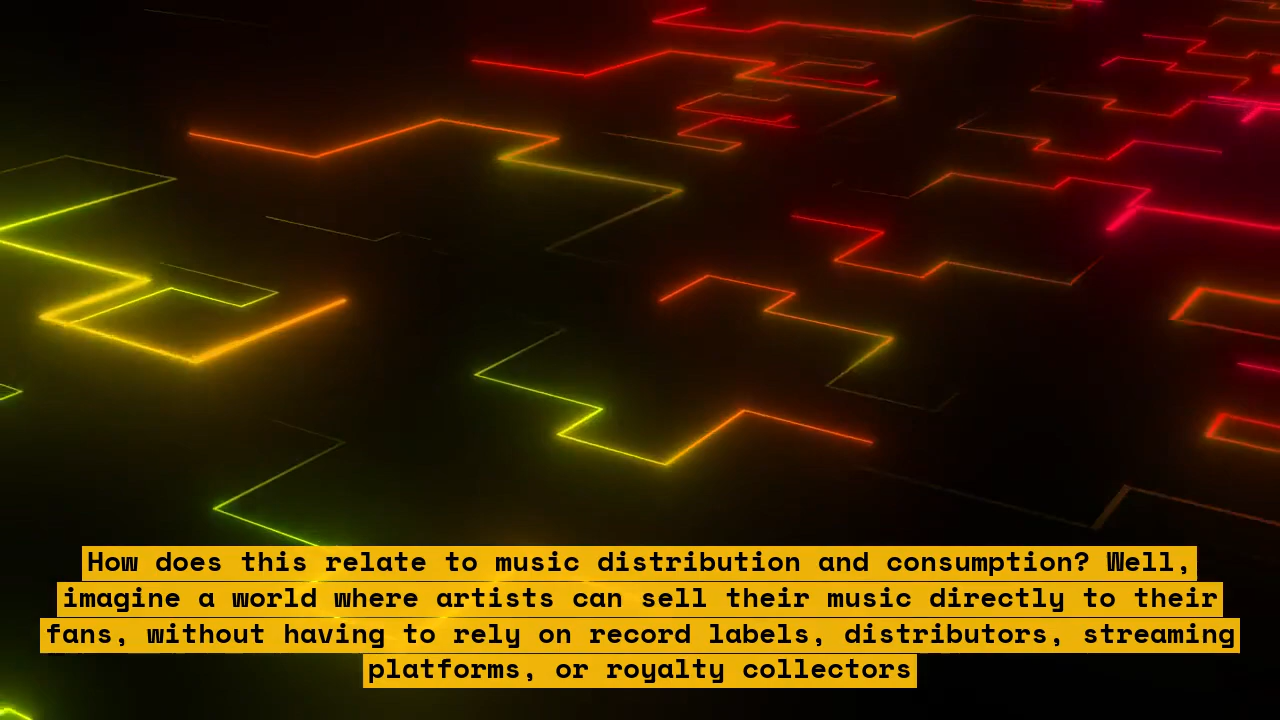 How does this relate to music distribution and consumption? Well,
imagine a world where artists can sell their music directly to their
fans, without having to rely on record labels, distributors, streaming
platforms, or royalty collectors